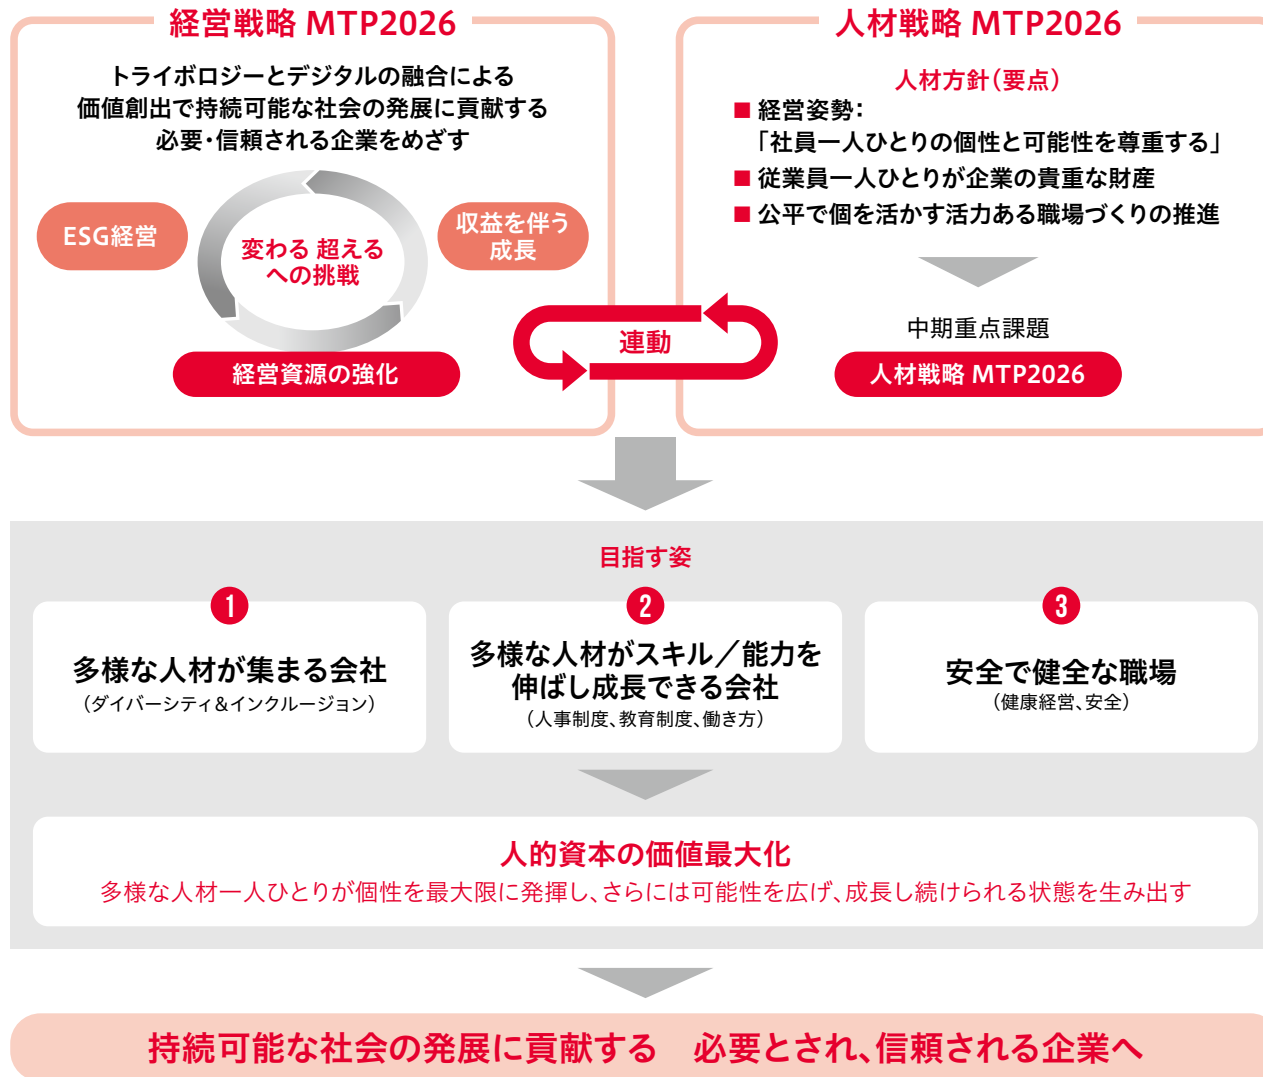 経営戦略 MTP2026
トライボロジーとデジタルの融合による
価値創出で持続可能な社会の発展に貢献する
必要・信頼される企業をめざす
ESG経営
変わる 超える
への挑戦
収益を伴う
成長
経営資源の強化
連動
人材戦略 MTP2026
人材方針（要点）
■ 経営姿勢：
「社員一人ひとりの個性と可能性を尊重する」
■ 従業員一人ひとりが企業の貴重な財産
■ 公平で個を活かす活力ある職場づくりの推進
中期重点課題
人材戦略 MTP2026
目指す姿
1
多様な人材が集まる会社
（ダイバーシティ＆インクルージョン）
2
多様な人材がスキル／能力を
伸ばし成長できる会社
（人事制度、教育制度、働き方）
3
安全で健全な職場
（健康経営、安全）
人的資本の価値最大化
多様な人材一人ひとりが個性を最大限に発揮し、さらには可能性を広げ、成長し続けられる状態を生み出す
持続可能な社会の発展に貢献する　必要とされ、信頼される企業へ